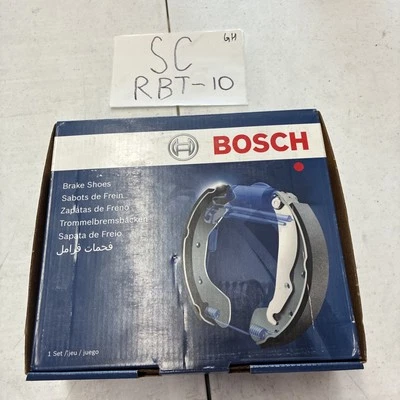 SC GH
RBT-10
BOSCH
Brake Shoes
Sabots de Frein
Zapatas de Freno
Trommelbremsbacken
Sapata de Freio
فحمات فرامل
1 Set / jeu / juego